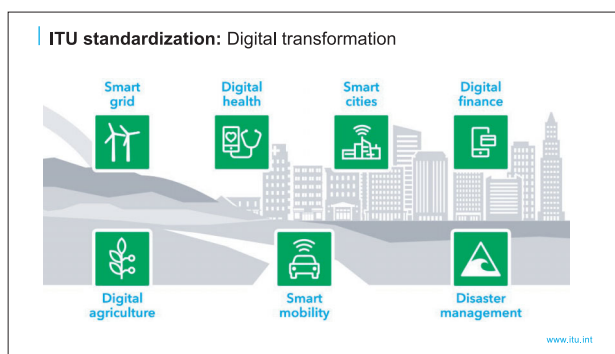 ITU standardization: Digital transformation
Smart
grid
Digital
health
Smart
cities
Digital
finance
Digital
agriculture
Smart
mobility
Disaster
management
www.itu.int